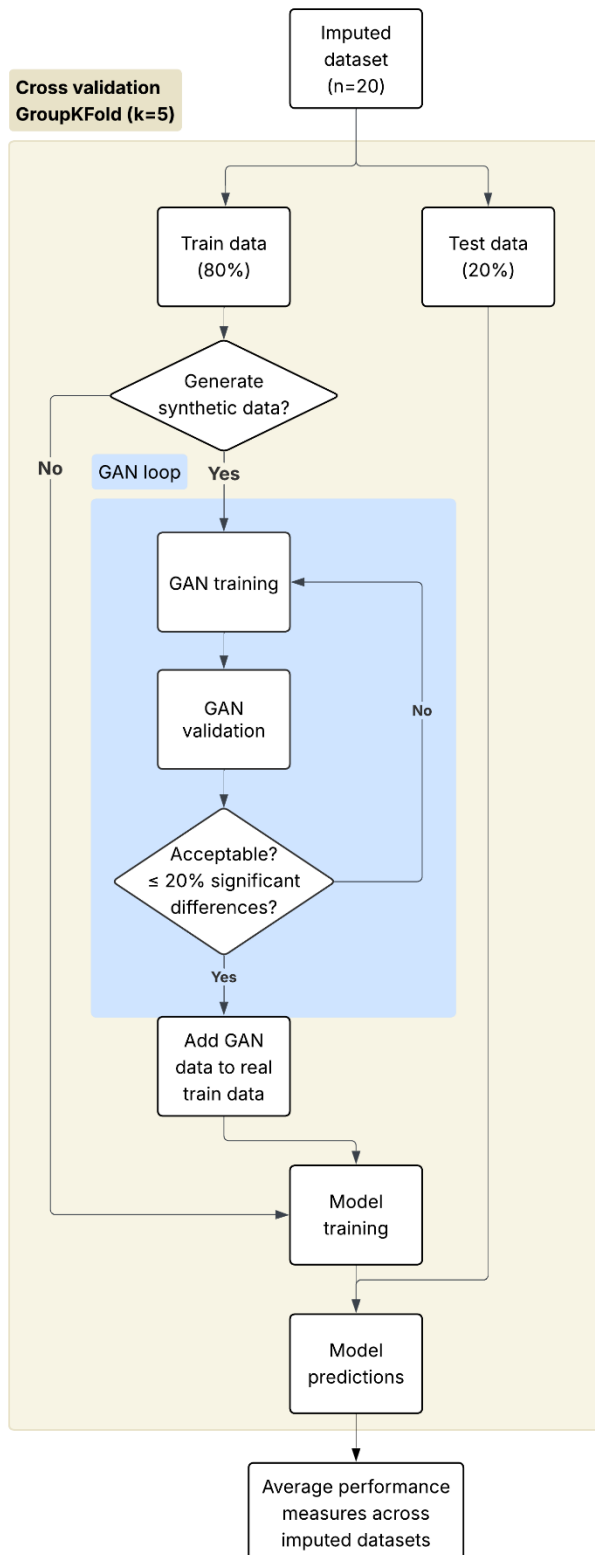 Imputed
dataset
(n=20)
Cross validation
GroupKFold (k=5)
Train data
(80%)
Test data
(20%)
Generate
synthetic data?
No
GAN loop
Yes
GAN training
GAN
validation
No
Acceptable?
≤ 20% significant
differences?
Yes
Add GAN
data to real
train data
Model
training
Model
predictions
Average performance
measures across
imputed datasets